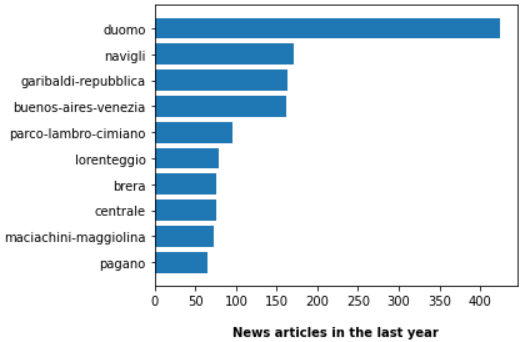 duomo
navigli
garibaldi-repubblica
buenos-aires-venezia
parco-lambro-cimiano
lorenteggio
brera
centrale
maciachini-maggiolina
pagano
0 50 100 150 200 250 300 350 400
News articles in the last year